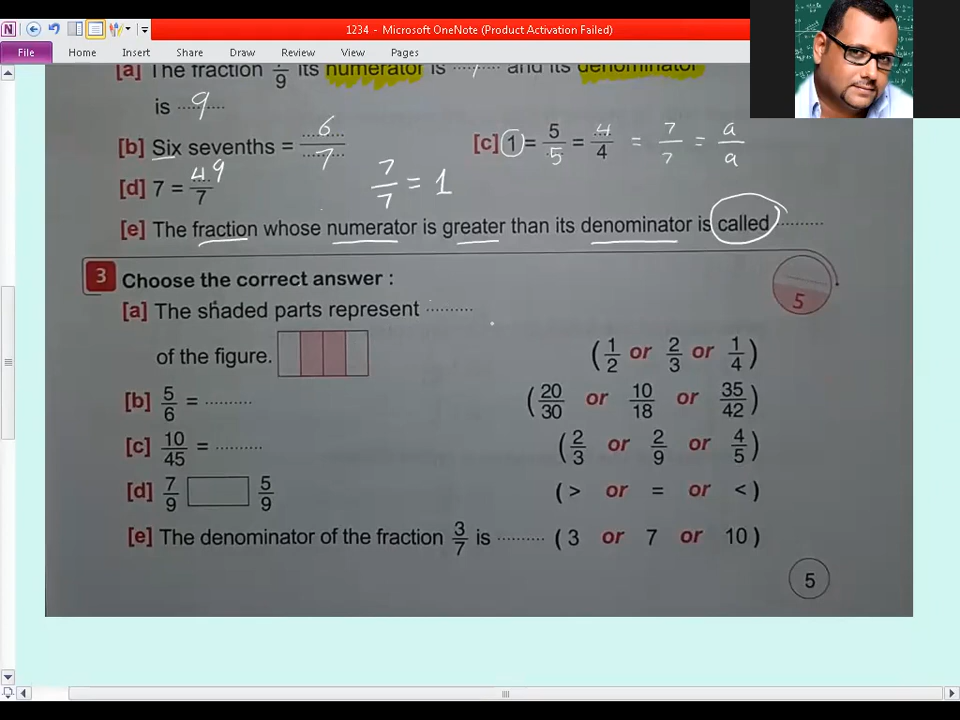 1234 - Microsoft OneNote (Product Activation Failed)
File Home Insert Share Draw Review View Pages
[a] The fraction 7/9 its numerator is 7 and its denominator
is 9
[b] Six sevenths = 6/7 [c] 1 = 5/5 = 4/4 = 7/7 = a/a
[d] 7 = 49/7 7/7 = 1
[e] The fraction whose numerator is greater than its denominator is called ..........
3 Choose the correct answer : 5
[a] The shaded parts represent ..........
of the figure. (1/2 or 2/3 or 1/4)
[b] 5/6 = .......... (20/30 or 10/18 or 35/42)
[c] 10/45 = .......... (2/3 or 2/9 or 4/5)
[d] 7/9 5/9 (> or = or <)
[e] The denominator of the fraction 3/7 is .......... (3 or 7 or 10)
5